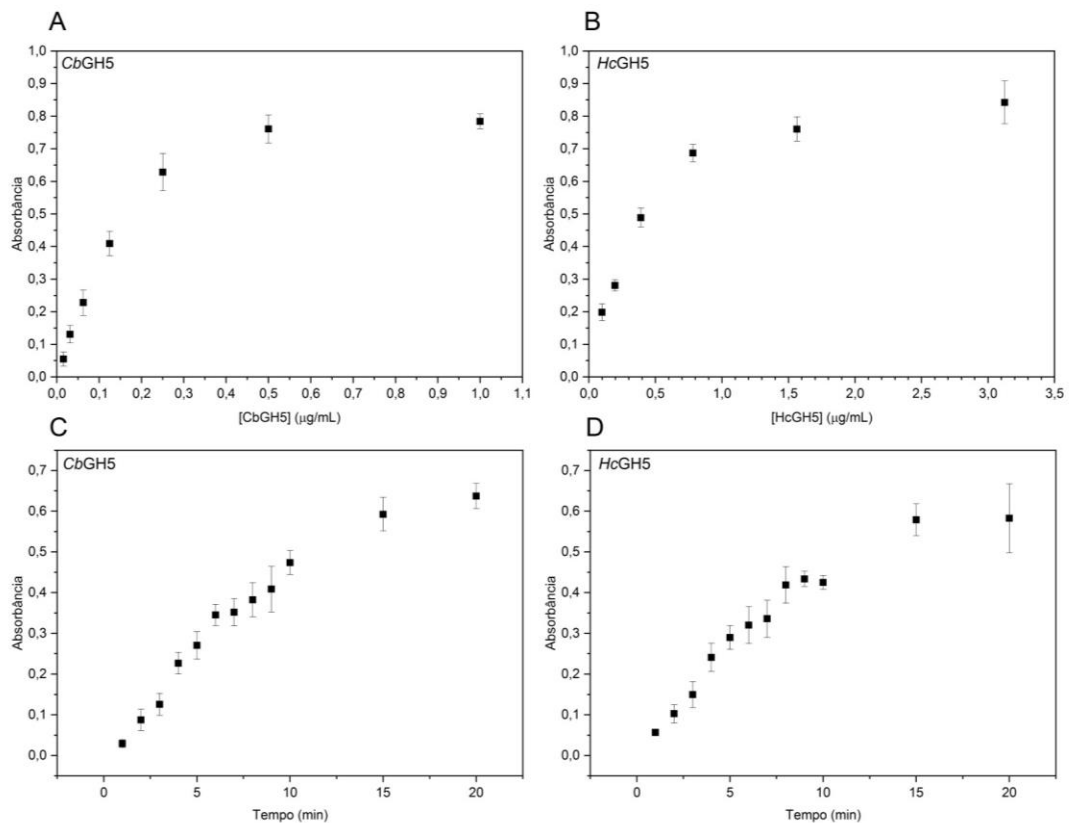 A
CbGH5
1,0
0,9
0,8
0,7
0,6
0,5
0,4
0,3
0,2
0,1
0,0
Absorbância
0,0 0,1 0,2 0,3 0,4 0,5 0,6 0,7 0,8 0,9 1,0 1,1
[CbGH5] (μg/mL)
B
HcGH5
1,0
0,9
0,8
0,7
0,6
0,5
0,4
0,3
0,2
0,1
0,0
Absorbância
0,0 0,5 1,0 1,5 2,0 2,5 3,0 3,5
[HcGH5] (μg/mL)
C
CbGH5
0,7
0,6
0,5
0,4
0,3
0,2
0,1
0,0
Absorbância
0 5 10 15 20
Tempo (min)
D
HcGH5
0,7
0,6
0,5
0,4
0,3
0,2
0,1
0,0
Absorbância
0 5 10 15 20
Tempo (min)